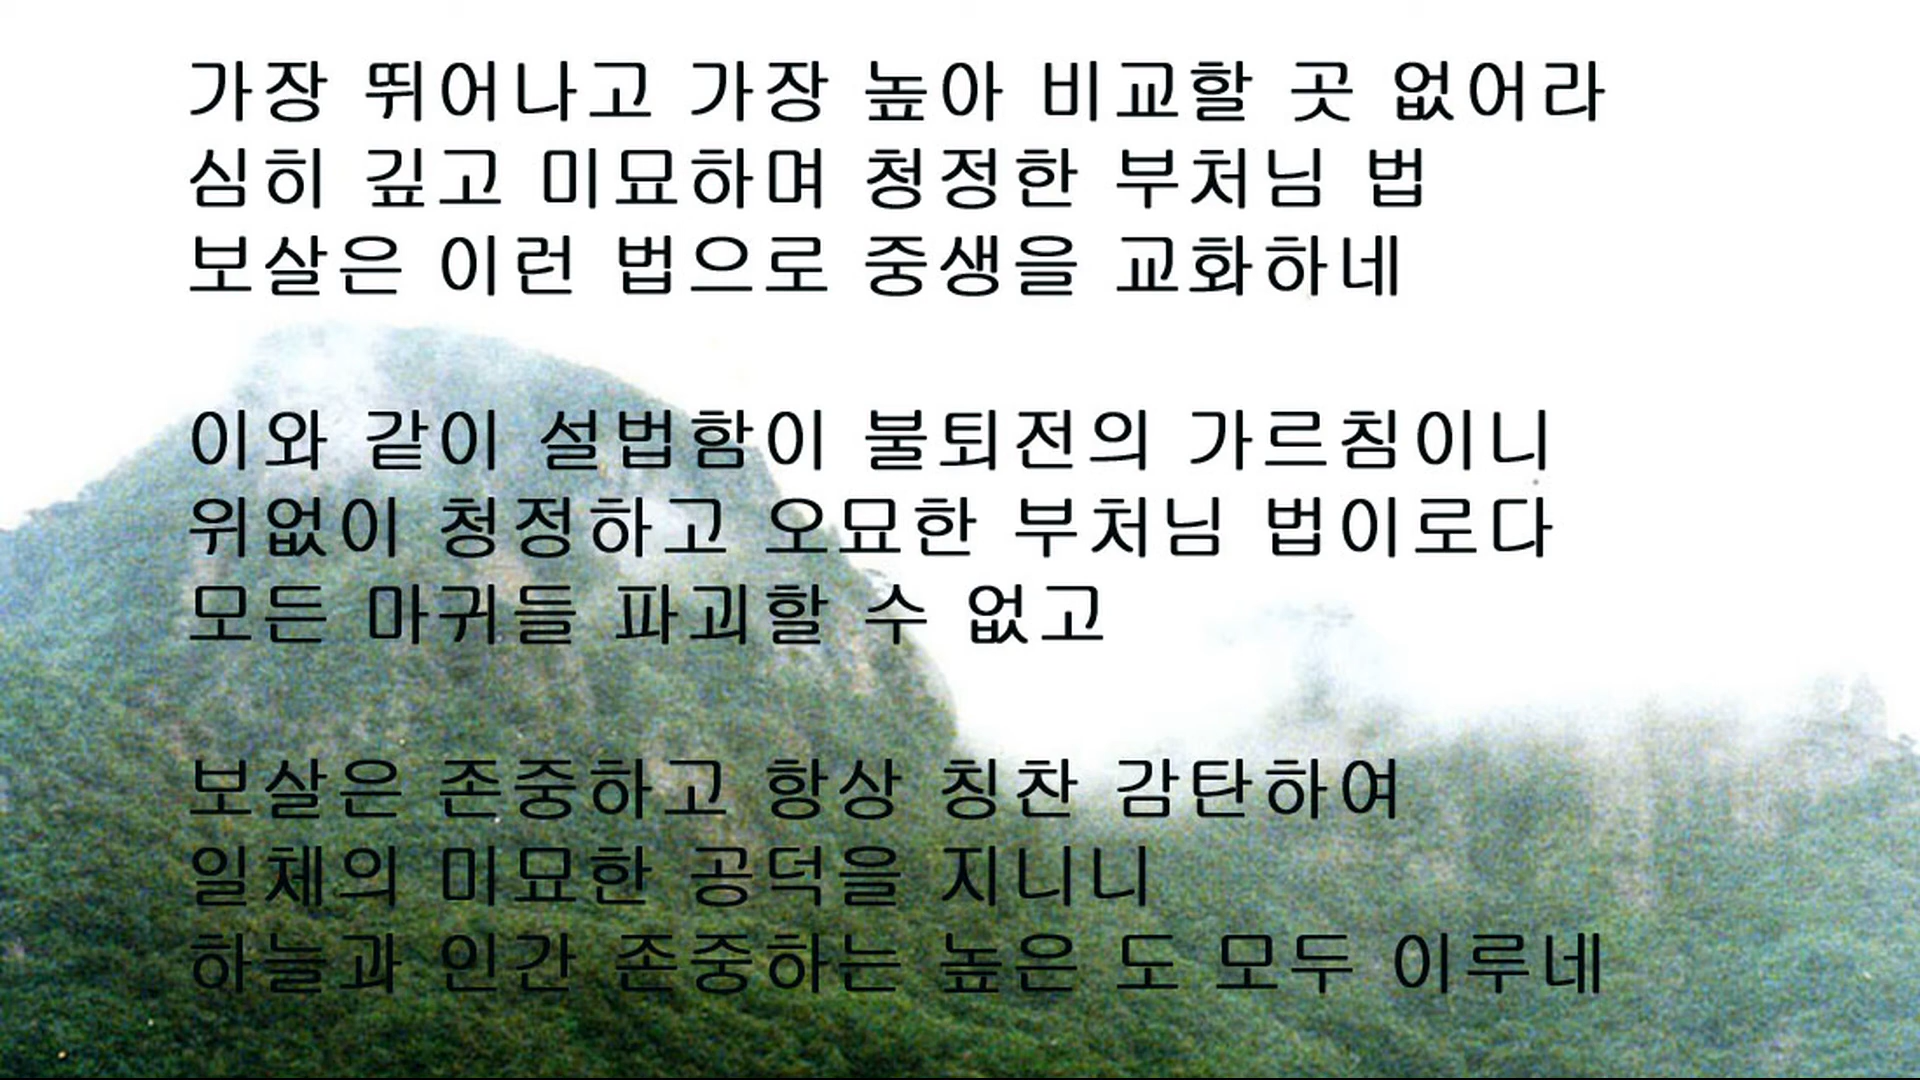 가장 뛰어나고 가장 높아 비교할 곳 없어라
심히 깊고 미묘하며 청정한 부처님 법
보살은 이런 법으로 중생을 교화하네
이와 같이 설법함이 불퇴전의 가르침이니
위없이 청정하고 오묘한 부처님 법이로다
모든 마귀들 파괴할 수 없고
보살은 존중하고 항상 칭찬 감탄하여
일체의 미묘한 공덕을 지니니
하늘과 인간 존중하는 높은 도 모두 이루네